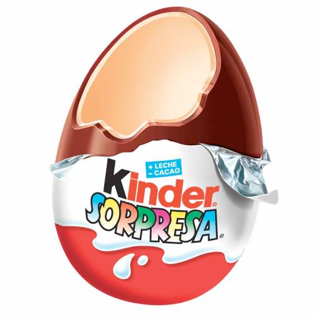 + LECHE
- CACAO
kinder
SORPRESA